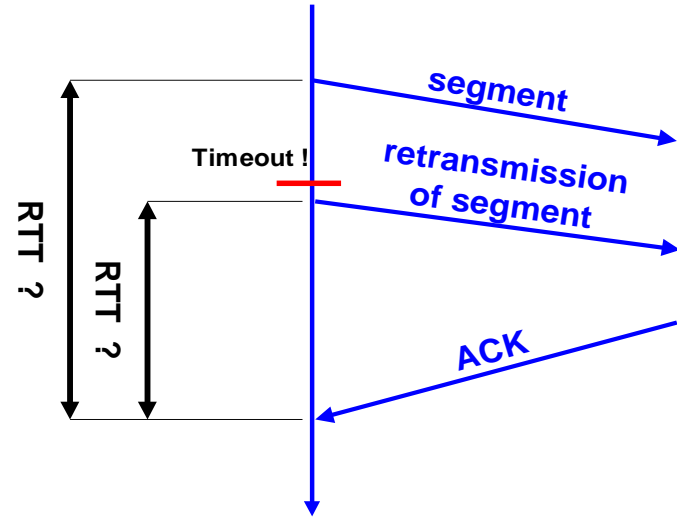 segment
Timeout !
retransmission
of segment
RTT ?
RTT ?
ACK